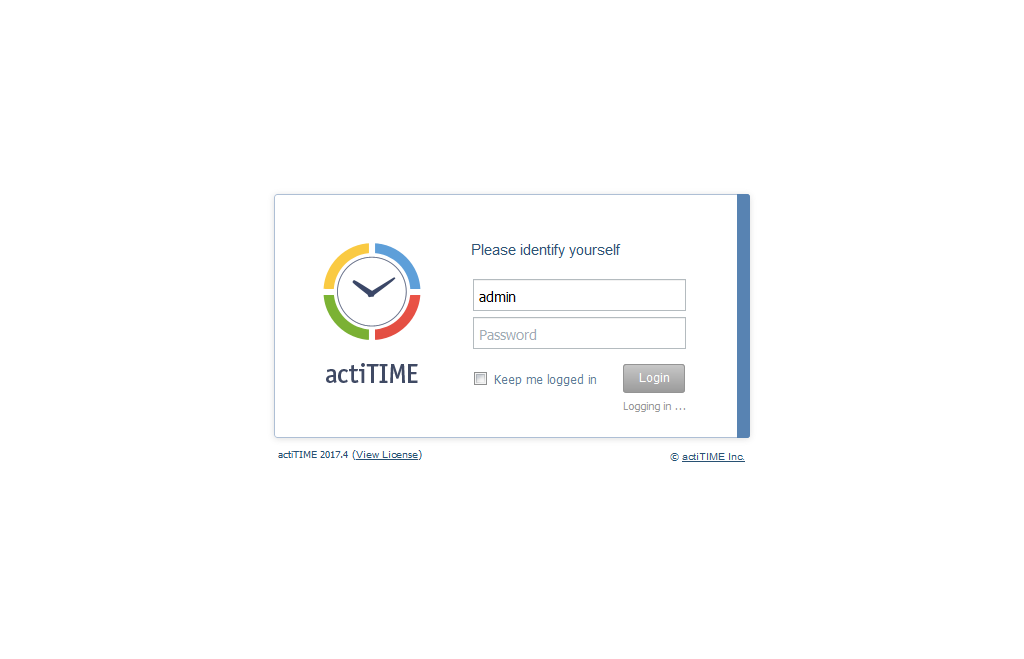 Please identify yourself
admin
Password
actiTIME
Keep me logged in
Login
Logging in ...
actiTIME 2017.4 (View License)
© actiTIME Inc.